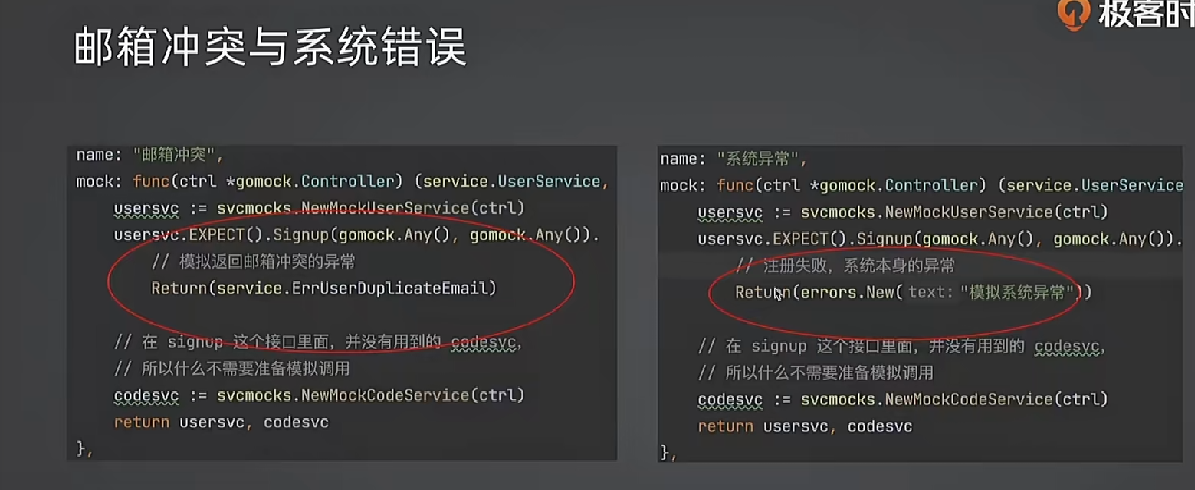 极客时
邮箱冲突与系统错误
name: "邮箱冲突",
mock: func(ctrl *gomock.Controller) (service.UserService,
usersvc := svcmocks.NewMockUserService(ctrl)
usersvc.EXPECT().Signup(gomock.Any(), gomock.Any()).
// 模拟返回邮箱冲突的异常
Return(service.ErrUserDuplicateEmail)
// 在 signup 这个接口里面，并没有用到的 codesvc，
// 所以什么不需要准备模拟调用
codesvc := svcmocks.NewMockCodeService(ctrl)
return usersvc, codesvc
},
name: "系统异常",
mock: func(ctrl *gomock.Controller) (service.UserService
usersvc := svcmocks.NewMockUserService(ctrl)
usersvc.EXPECT().Signup(gomock.Any(), gomock.Any()).
// 注册失败，系统本身的异常
Return(errors.New( text: "模拟系统异常"))
// 在 signup 这个接口里面，并没有用到的 codesvc，
// 所以什么不需要准备模拟调用
codesvc := svcmocks.NewMockCodeService(ctrl)
return usersvc, codesvc
},